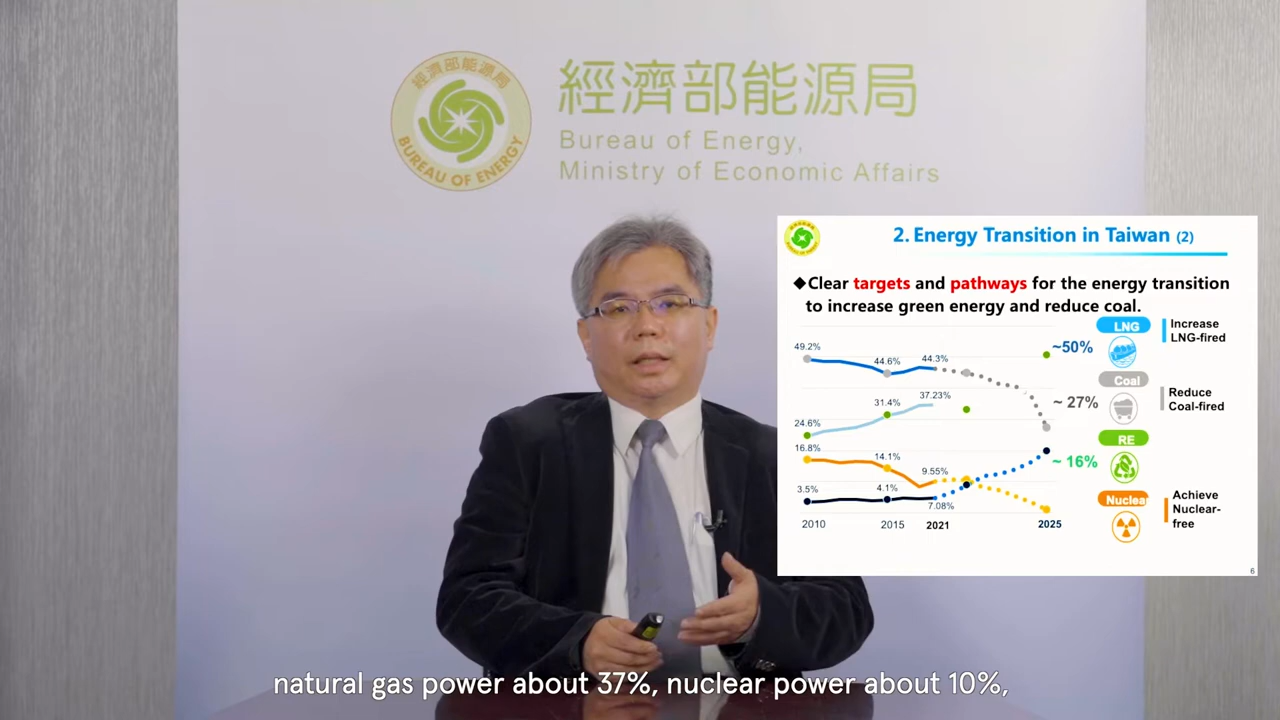 經濟部能源局
BUREAU OF ENERGY
經濟部能源局
Bureau of Energy,
Ministry of Economic Affairs
2. Energy Transition in Taiwan (2)
◆Clear targets and pathways for the energy transition
to increase green energy and reduce coal.
LNG
Increase
LNG-fired
49.2%
44.6%
44.3%
~50%
Coal
Reduce
Coal-fired
~ 27%
31.4%
37.23%
24.6%
RE
16.8%
14.1%
~ 16%
9.55%
3.5%
4.1%
7.08%
Nuclear
Achieve
Nuclear-
free
2010
2015
2021
2025
6
natural gas power about 37%, nuclear power about 10%,